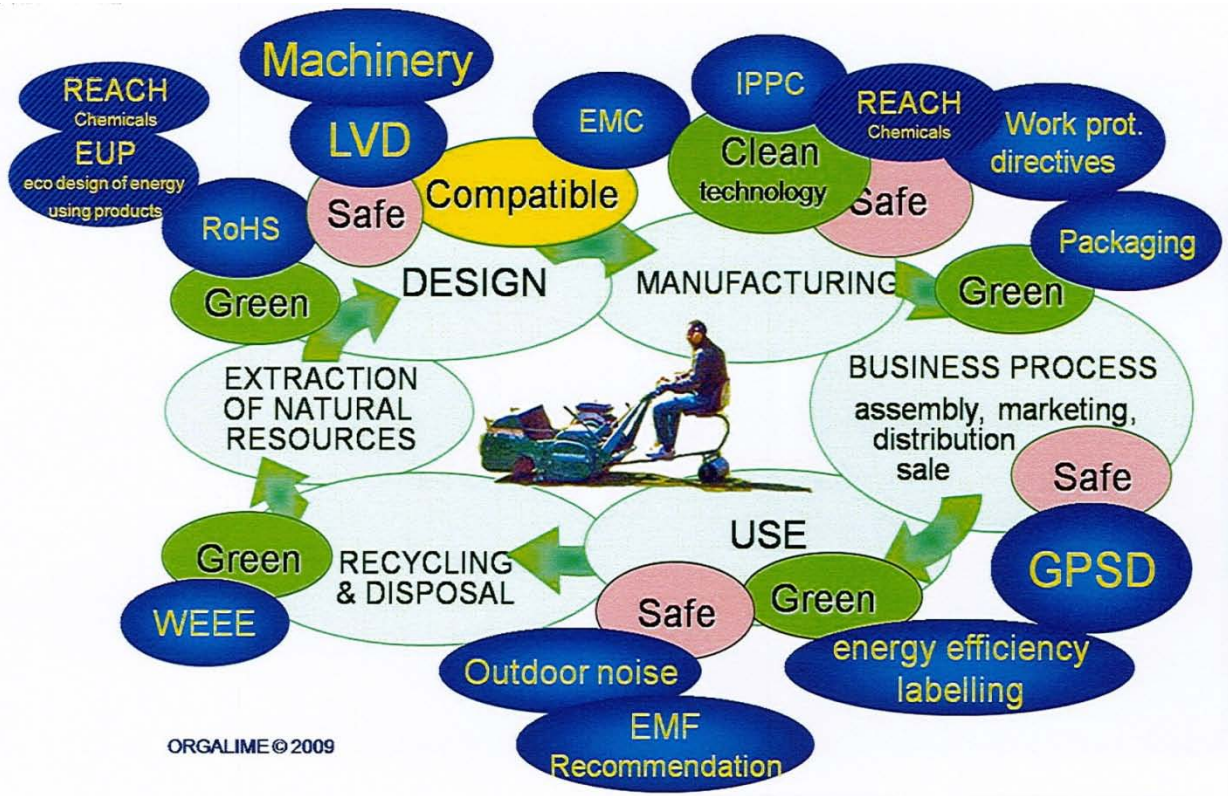 Machinery
REACH
Chemicals
EUP
eco design of energy
using products
LVD
RoHS
Safe
Compatible
EMC
IPPC
REACH
Chemicals
Clean
technology
Safe
Work prot.
directives
Packaging
Green
DESIGN
MANUFACTURING
Green
EXTRACTION
OF NATURAL
RESOURCES
BUSINESS PROCESS
assembly, marketing,
distribution
sale
Safe
GPSD
USE
Green
RECYCLING
& DISPOSAL
Safe
Green
WEEE
Outdoor noise
energy efficiency
labelling
EMF
Recommendation
ORGALIME © 2009